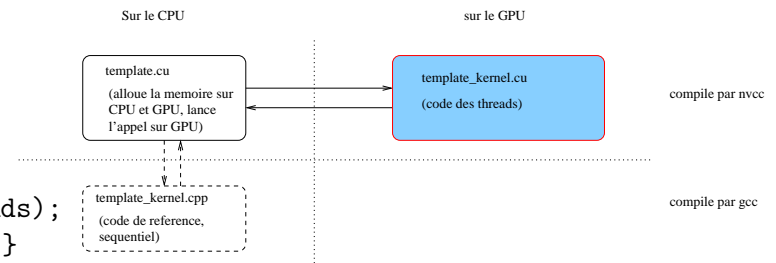 Sur le CPU
sur le GPU
template.cu
(alloue la memoire sur
CPU et GPU, lance
l'appel sur GPU)
template_kernel.cu
(code des threads)
compile par nvcc
ds);
}
template_kernel.cpp
(code de reference,
sequentiel)
compile par gcc